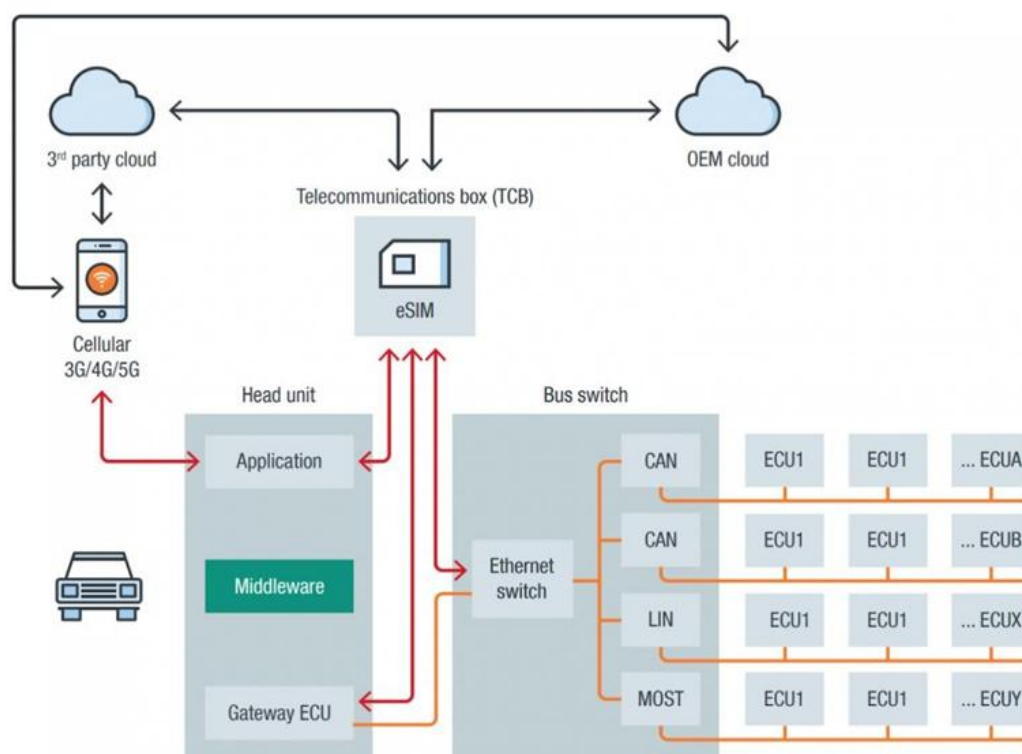 3rd party cloud
OEM cloud
Telecommunications box (TCB)
eSIM
Cellular
3G/4G/5G
Head unit
Bus switch
Application
Middleware
Gateway ECU
Ethernet
switch
CAN
ECU1
ECU1
... ECUA
CAN
ECU1
ECU1
... ECUB
LIN
ECU1
ECU1
... ECUX
MOST
ECU1
ECU1
... ECUY